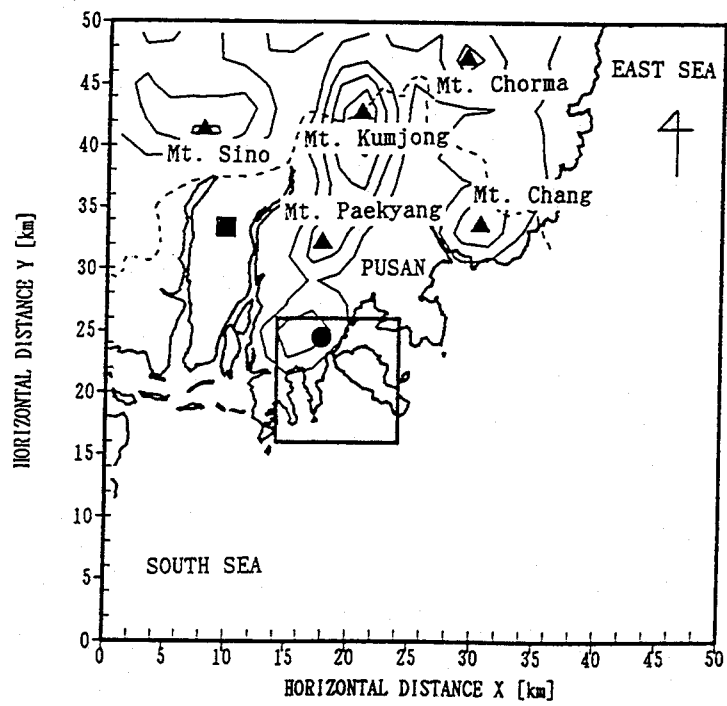 50
45
40
35
30
25
20
15
10
5
0
HORIZONTAL DISTANCE Y [km]
EAST SEA
Mt. Chorma
Mt. Kumjong
Mt. Sino
Mt. Chang
Mt. Paekyang
PUSAN
SOUTH SEA
0 5 10 15 20 25 30 35 40 45 50
HORIZONTAL DISTANCE X [km]